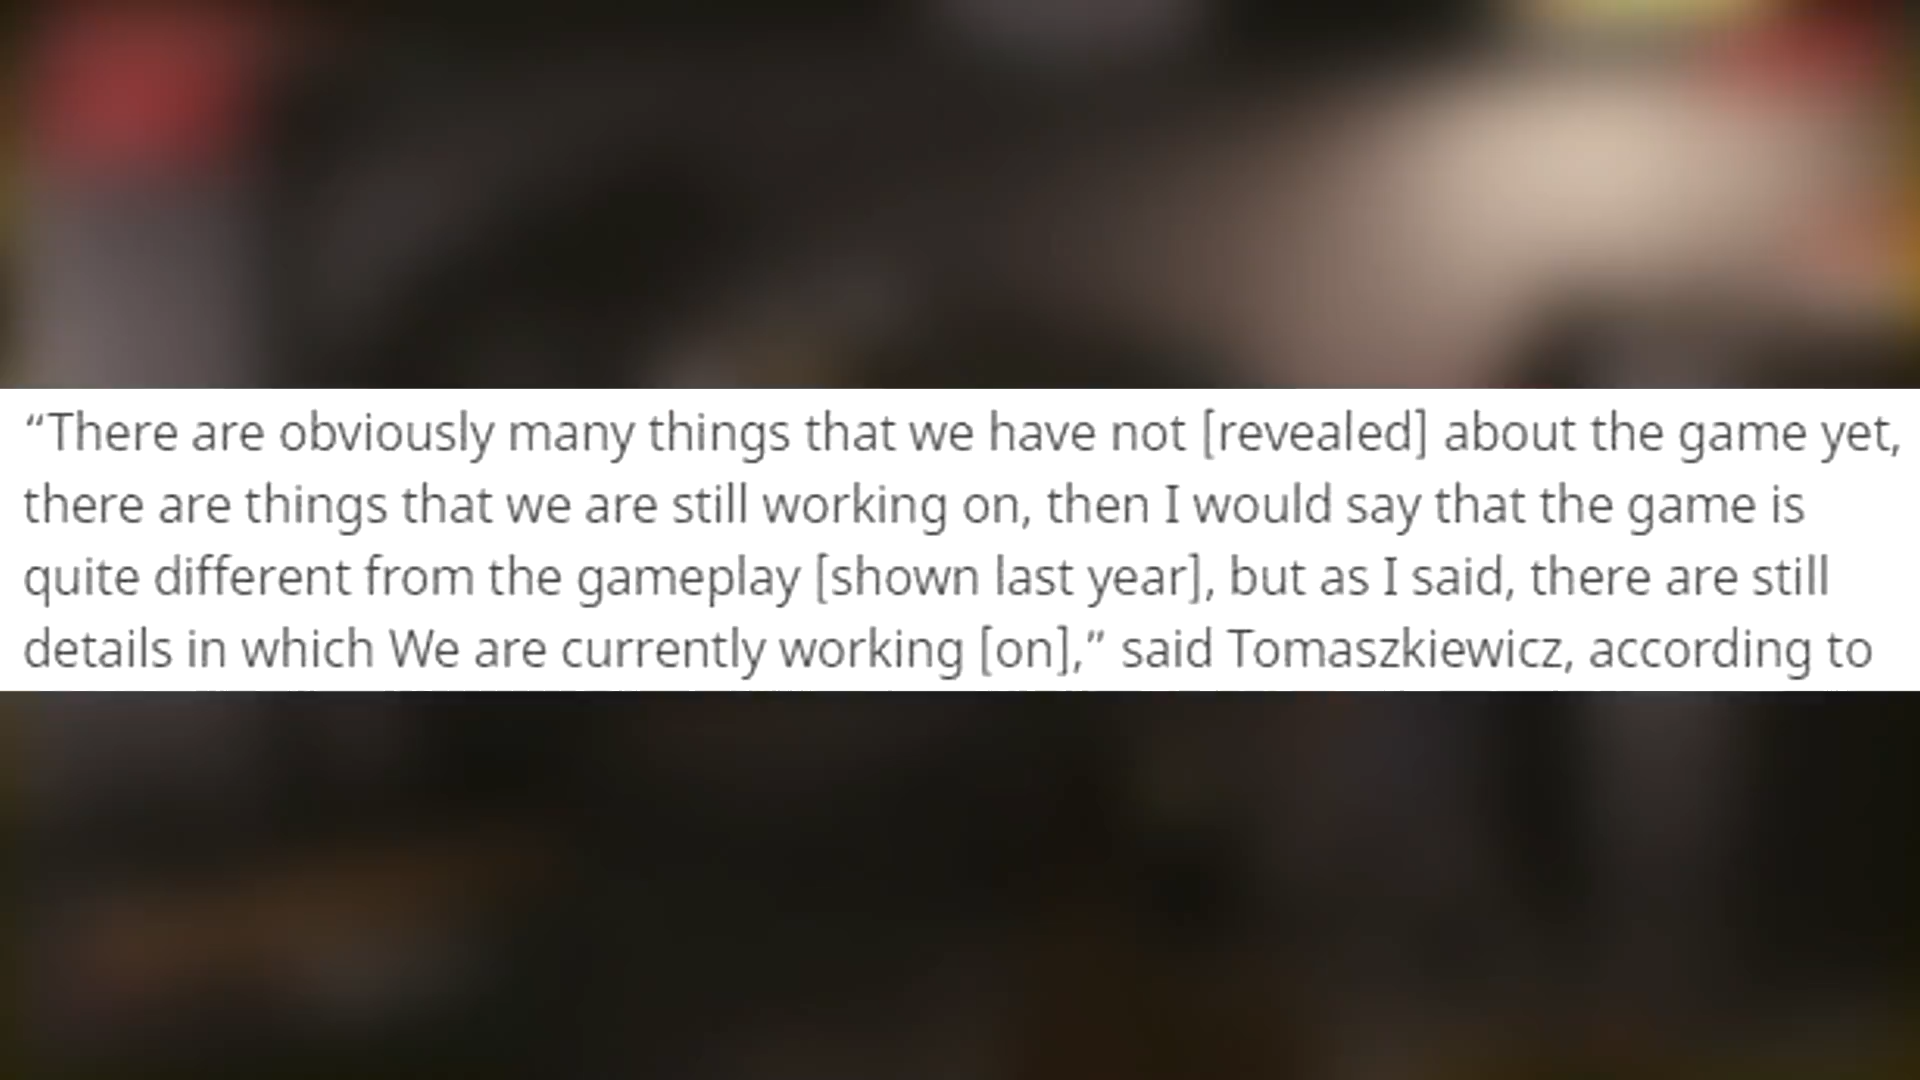 “There are obviously many things that we have not [revealed] about the game yet,
there are things that we are still working on, then I would say that the game is
quite different from the gameplay [shown last year], but as I said, there are still
details in which We are currently working [on],” said Tomaszkiewicz, according to